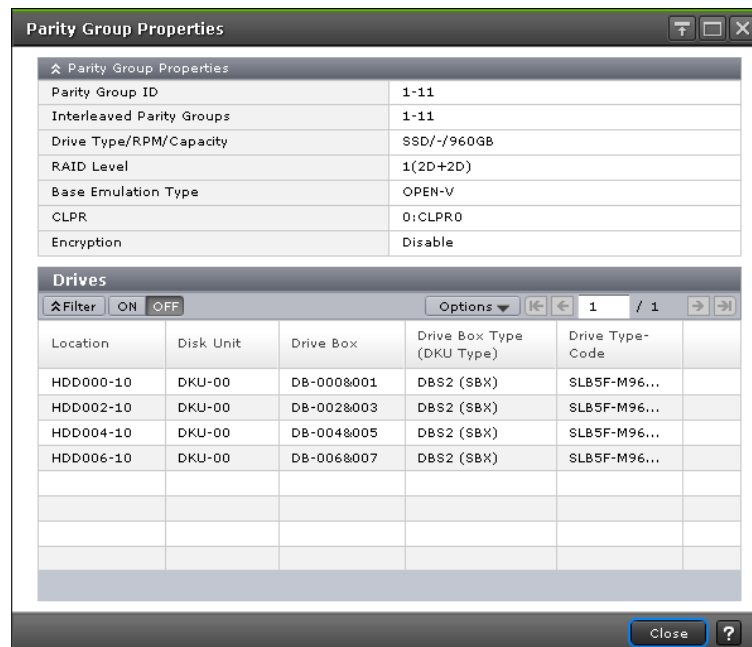 Parity Group Properties
Parity Group Properties
Parity Group ID 1-11
Interleaved Parity Groups 1-11
Drive Type/RPM/Capacity SSD/-/960GB
RAID Level 1(2D+2D)
Base Emulation Type OPEN-V
CLPR 0:CLPR0
Encryption Disable
Drives
Filter ON OFF Options 1 / 1
Location Disk Unit Drive Box Drive Box Type (DKU Type) Drive Type-Code
HDD000-10 DKU-00 DB-000&001 DBS2 (SBX) SLB5F-M96...
HDD002-10 DKU-00 DB-002&003 DBS2 (SBX) SLB5F-M96...
HDD004-10 DKU-00 DB-004&005 DBS2 (SBX) SLB5F-M96...
HDD006-10 DKU-00 DB-006&007 DBS2 (SBX) SLB5F-M96...
Close ?